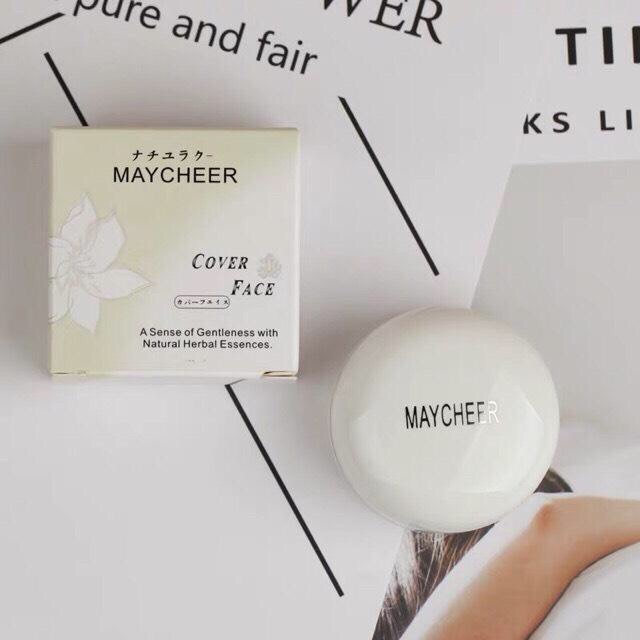 WER
pure and fair
TI
KS LI
ナチユラク-
MAYCHEER
COVER
FACE
カバーフエイス
A Sense of Gentleness with
Natural Herbal Essences.
MAYCHEER